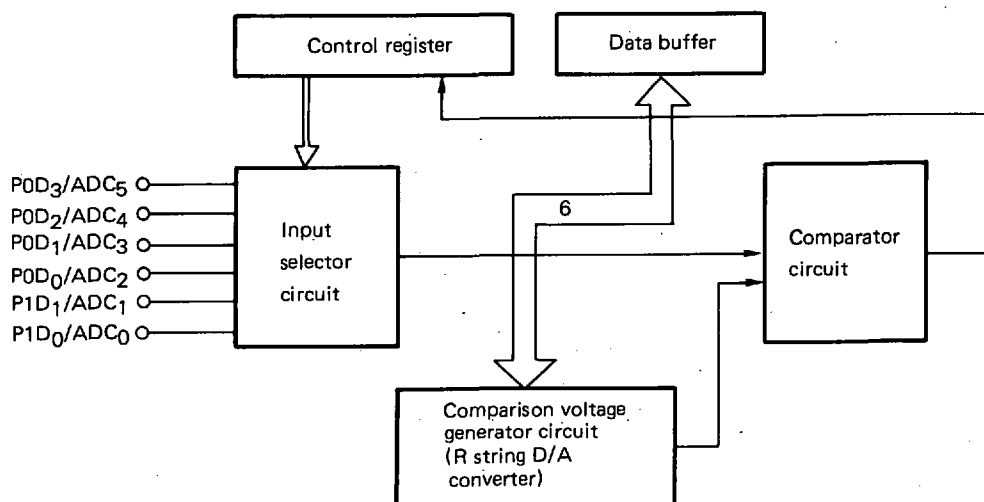 Control register
Data buffer
P0D₃/ADC₅
P0D₂/ADC₄
P0D₁/ADC₃
P0D₀/ADC₂
P1D₁/ADC₁
P1D₀/ADC₀
Input
selector
circuit
6
Comparator
circuit
Comparison voltage
generator circuit
(R string D/A
converter)